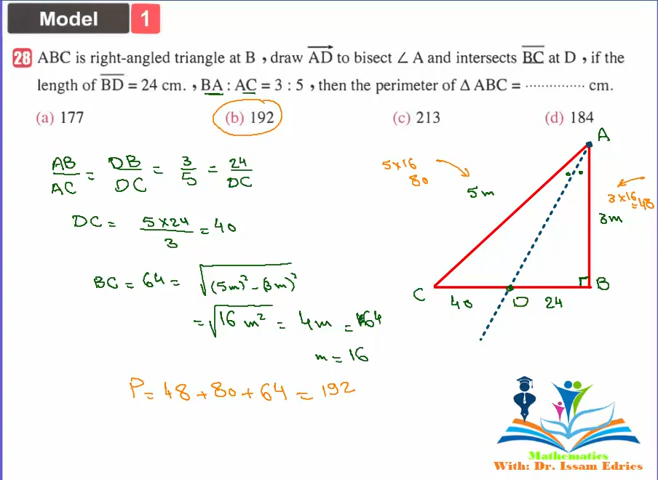 Model 1
28 ABC is right-angled triangle at B , draw AD to bisect ∠ A and intersects BC at D , if the
length of BD = 24 cm. , BA : AC = 3 : 5 , then the perimeter of Δ ABC = ............... cm.
(a) 177 (b) 192 (c) 213 (d) 184
AB/AC = DB/DC = 3/5 = 24/DC
DC = 5×24/3 = 40
BC = 64 = √(5m)² - (3m)²
= √16 m² = 4m = 64
m = 16
P = 48 + 80 + 64 = 192
A
5×16
80
5m
3×16
=48
3m
C
40
D
24
B
Mathematics
With: Dr. Issam Edries